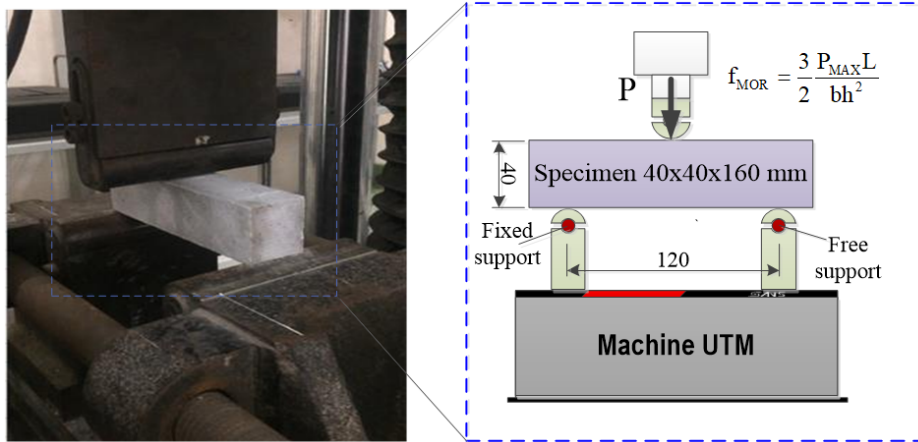 P
f_MOR = 3/2 P_MAX L / bh²
40
Specimen 40x40x160 mm
Fixed
support
Free
support
120
Machine UTM